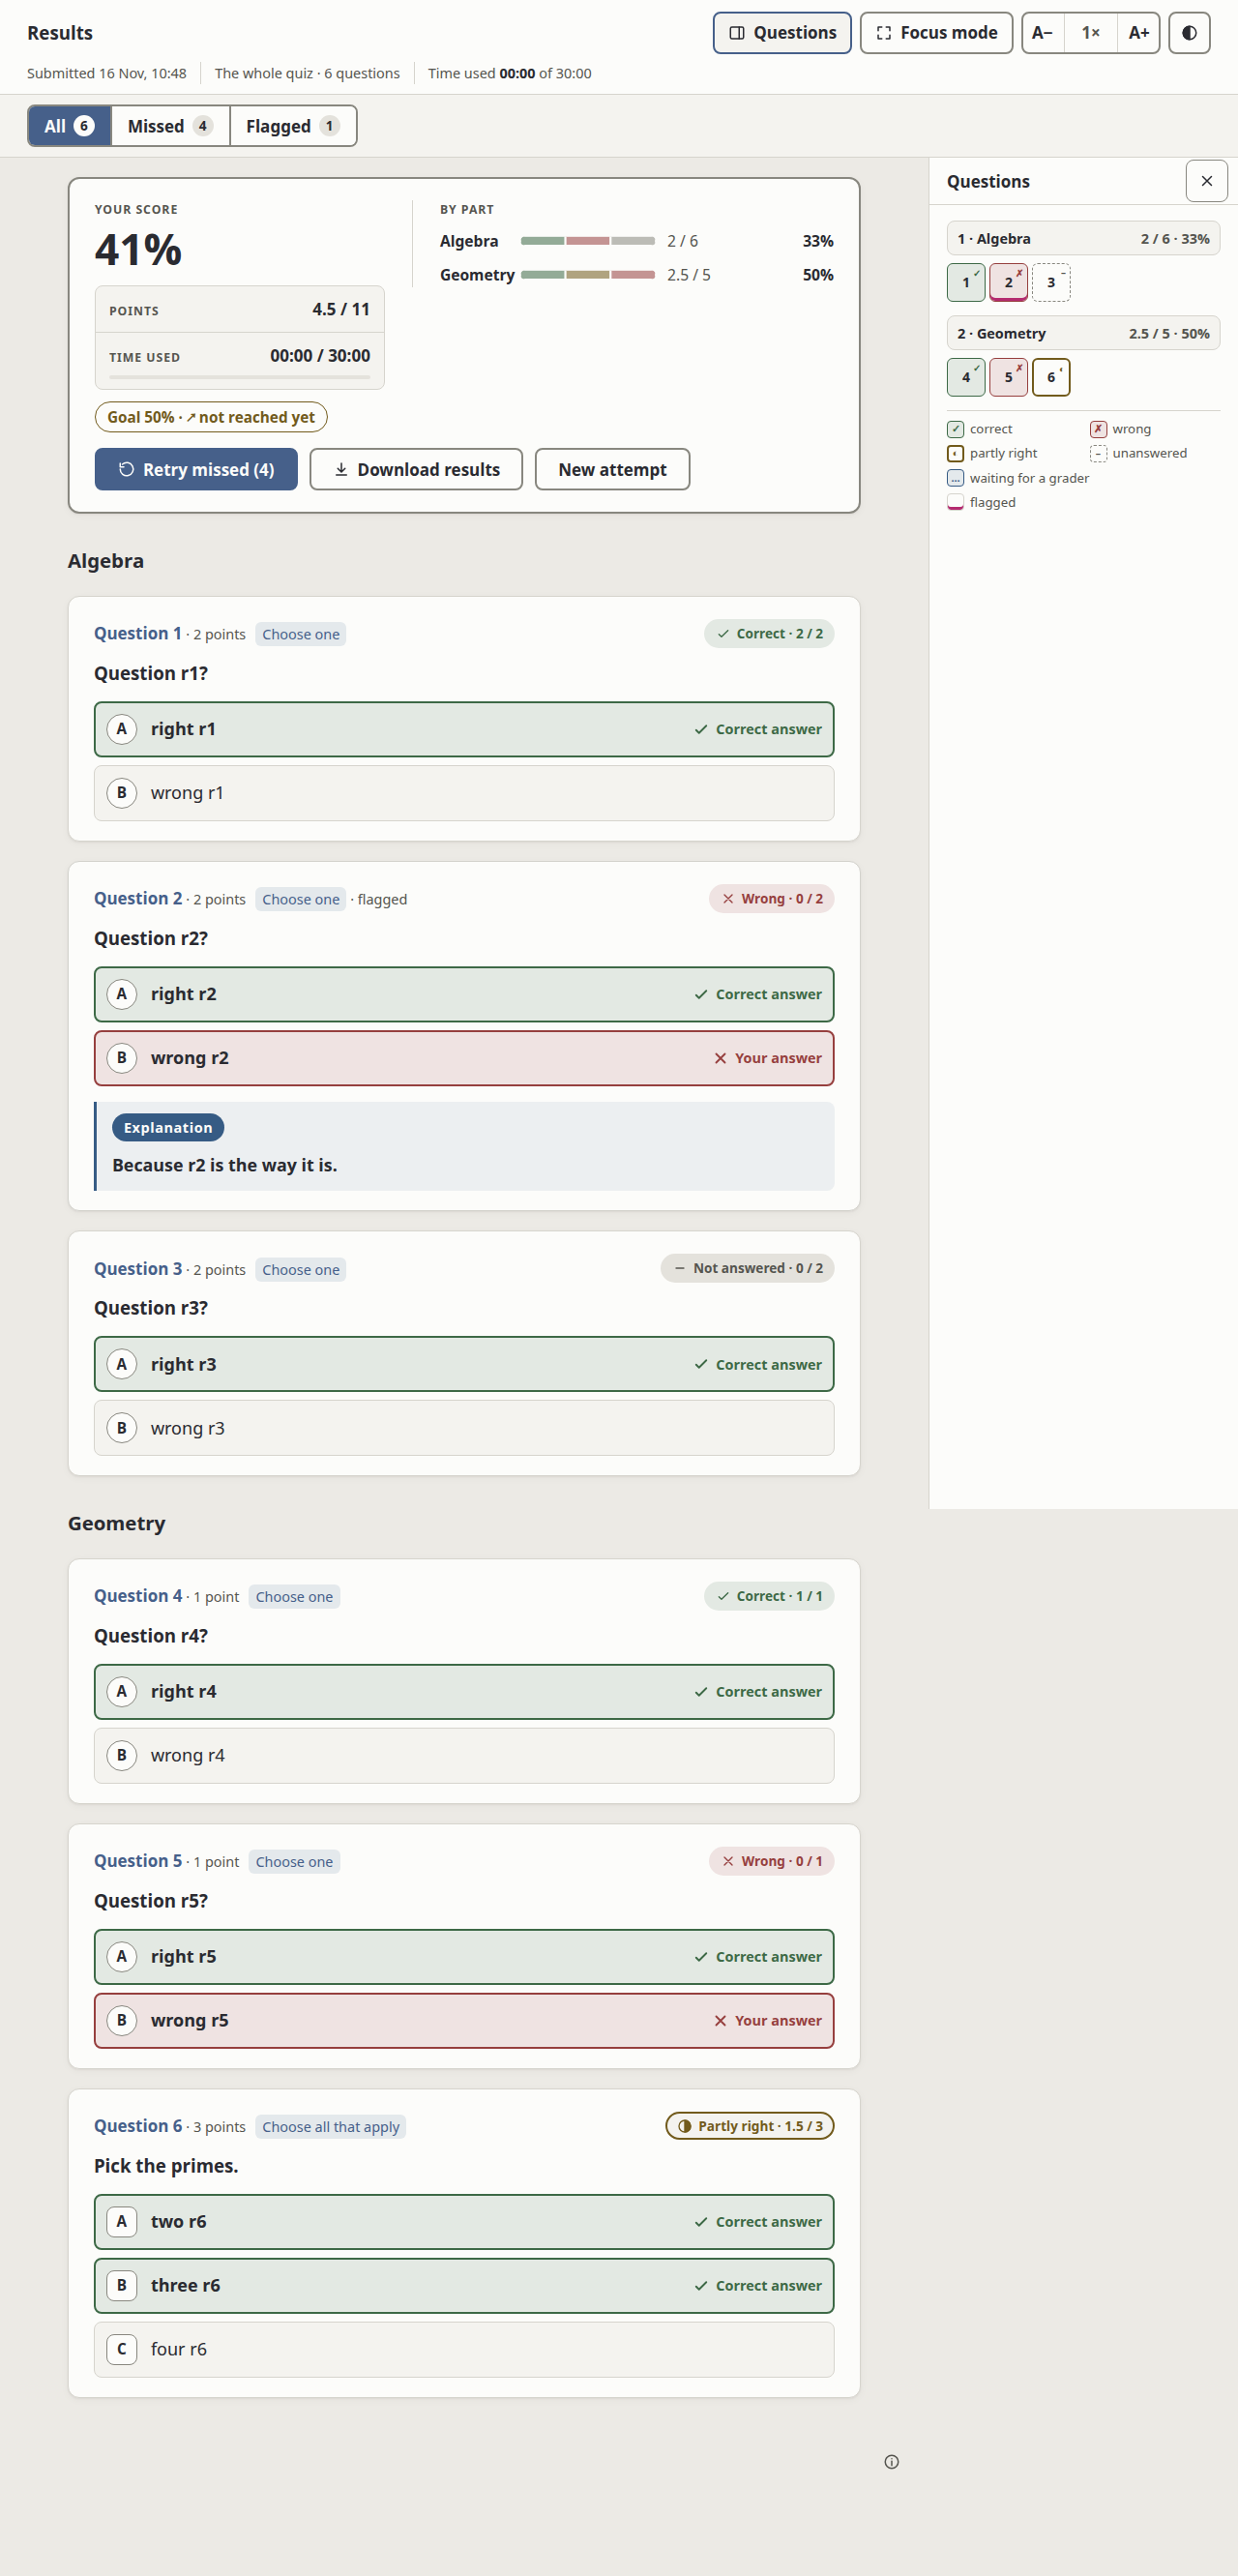 Results
Questions
Focus mode
A−
1×
A+
Submitted 16 Nov, 10:48
The whole quiz · 6 questions
Time used 00:00 of 30:00
All 6
Missed 4
Flagged 1
YOUR SCORE
41%
POINTS 4.5 / 11
TIME USED 00:00 / 30:00
Goal 50% · ↗ not reached yet
BY PART
Algebra 2 / 6 33%
Geometry 2.5 / 5 50%
Retry missed (4)
Download results
New attempt
Questions
1 · Algebra 2 / 6 · 33%
1 ✓ 2 ✗ 3 –
2 · Geometry 2.5 / 5 · 50%
4 ✓ 5 ✗ 6
✓ correct
✗ wrong
partly right
– unanswered
… waiting for a grader
flagged
Algebra
Question 1 · 2 points Choose one
Correct · 2 / 2
Question r1?
A right r1 Correct answer
B wrong r1
Question 2 · 2 points Choose one · flagged
Wrong · 0 / 2
Question r2?
A right r2 Correct answer
B wrong r2 Your answer
Explanation
Because r2 is the way it is.
Question 3 · 2 points Choose one
Not answered · 0 / 2
Question r3?
A right r3 Correct answer
B wrong r3
Geometry
Question 4 · 1 point Choose one
Correct · 1 / 1
Question r4?
A right r4 Correct answer
B wrong r4
Question 5 · 1 point Choose one
Wrong · 0 / 1
Question r5?
A right r5 Correct answer
B wrong r5 Your answer
Question 6 · 3 points Choose all that apply
Partly right · 1.5 / 3
Pick the primes.
A two r6 Correct answer
B three r6 Correct answer
C four r6